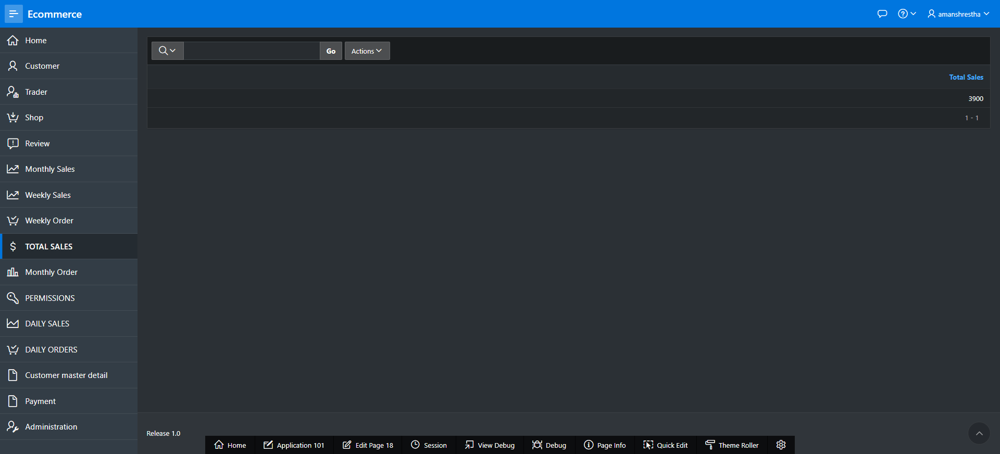 Ecommerce
amanshrestha
Home
Customer
Trader
Shop
Review
Monthly Sales
Weekly Sales
Weekly Order
TOTAL SALES
Monthly Order
PERMISSIONS
DAILY SALES
DAILY ORDERS
Customer master detail
Payment
Administration
Go Actions
Total Sales
3900
1 - 1
Release 1.0
Home Application 101 Edit Page 18 Session View Debug Debug Page Info Quick Edit Theme Roller